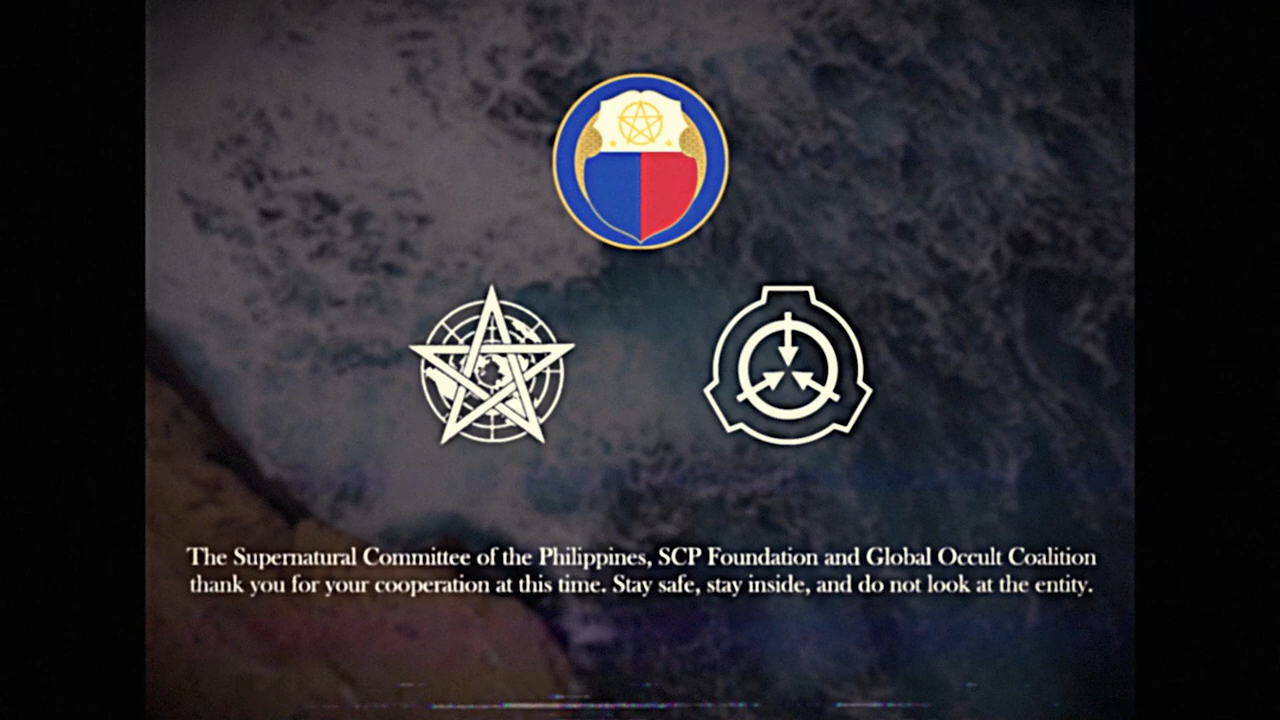 The Supernatural Committee of the Philippines, SCP Foundation and Global Occult Coalition
thank you for your cooperation at this time. Stay safe, stay inside, and do not look at the entity.